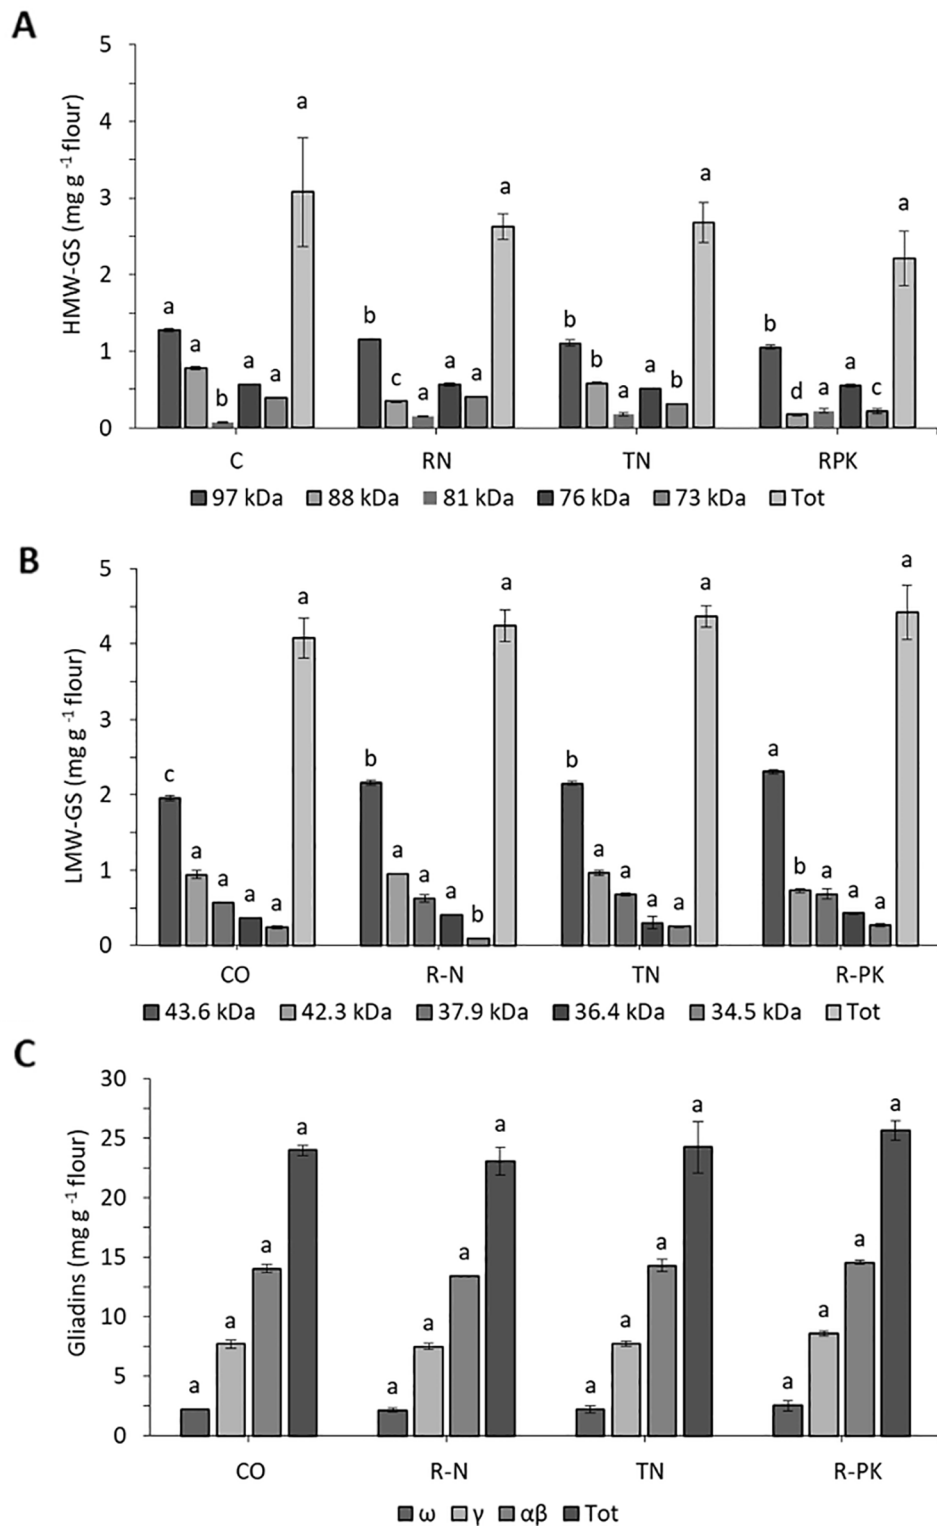 A
HMW-GS (mg g -1 flour)
5
4
3
2
1
0
a a b a a a
b c a a a a
b b a a b a
b d a a c a
C RN TN RPK
97 kDa 88 kDa 81 kDa 76 kDa 73 kDa Tot
B
LMW-GS (mg g -1 flour)
5
4
3
2
1
0
c a a a a a
b a a a b a
b a a a a a
a b a a a a
CO R-N TN R-PK
43.6 kDa 42.3 kDa 37.9 kDa 36.4 kDa 34.5 kDa Tot
C
Gliadins (mg g -1 flour)
30
25
20
15
10
5
0
a a a a
a a a a
a a a a
a a a a
CO R-N TN R-PK
ω γ αβ Tot